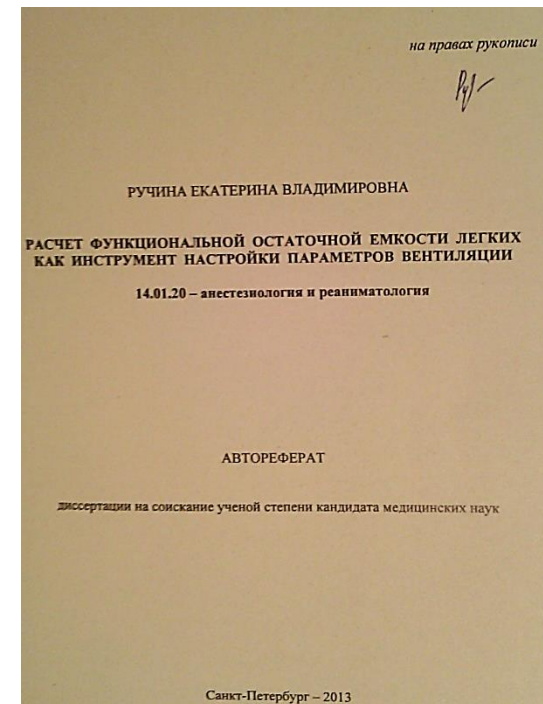 на правах рукописи
РУЧИНА ЕКАТЕРИНА ВЛАДИМИРОВНА
РАСЧЕТ ФУНКЦИОНАЛЬНОЙ ОСТАТОЧНОЙ ЕМКОСТИ ЛЕГКИХ
КАК ИНСТРУМЕНТ НАСТРОЙКИ ПАРАМЕТРОВ ВЕНТИЛЯЦИИ
14.01.20 – анестезиология и реаниматология
АВТОРЕФЕРАТ
диссертации на соискание ученой степени кандидата медицинских наук
Санкт-Петербург – 2013